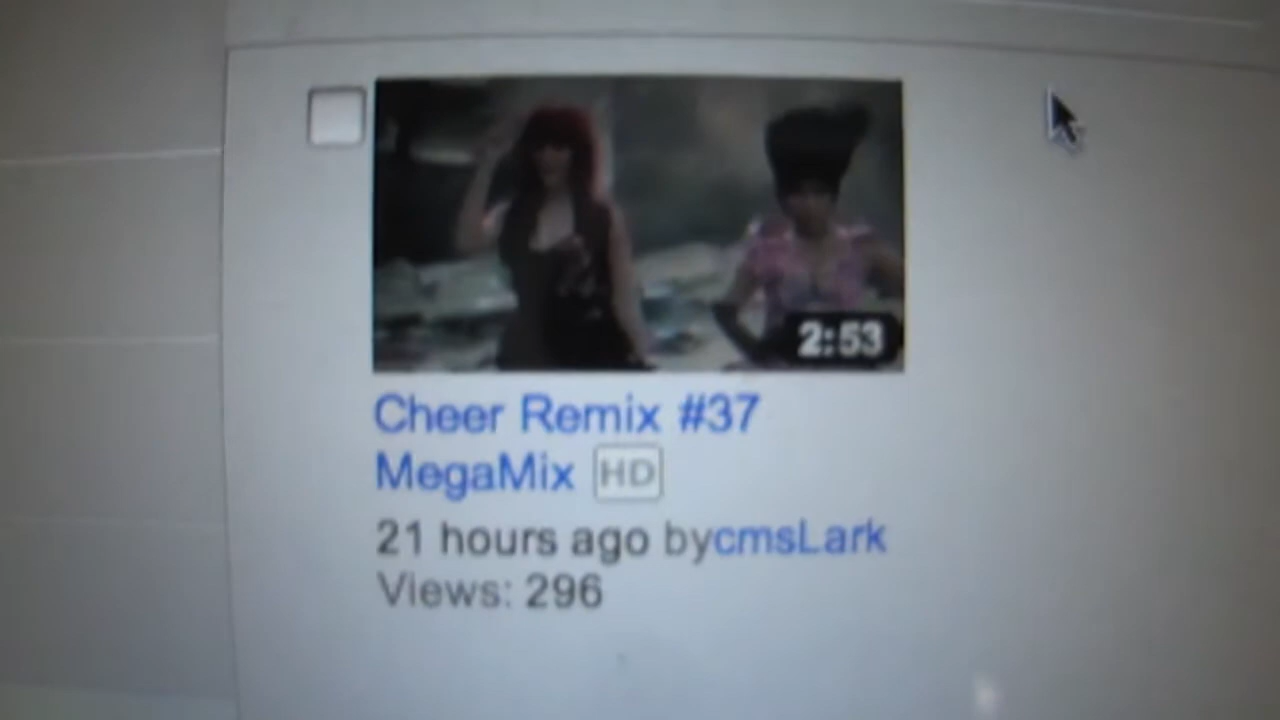 2:53
Cheer Remix #37
MegaMix HD
21 hours ago bycmsLark
Views: 296